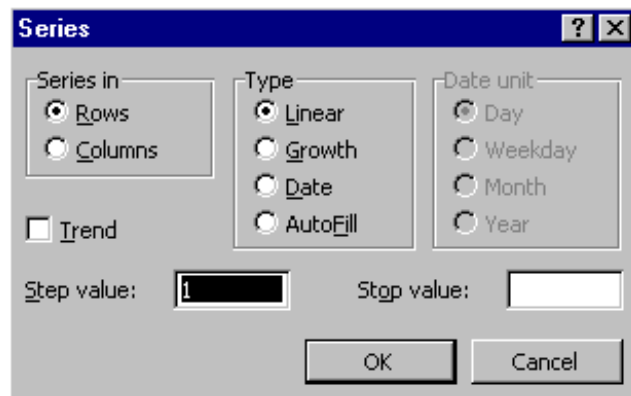 Series
Series in
Rows
Columns
Trend
Type
Linear
Growth
Date
AutoFill
Date unit
Day
Weekday
Month
Year
Step value: 1
Stop value:
OK
Cancel